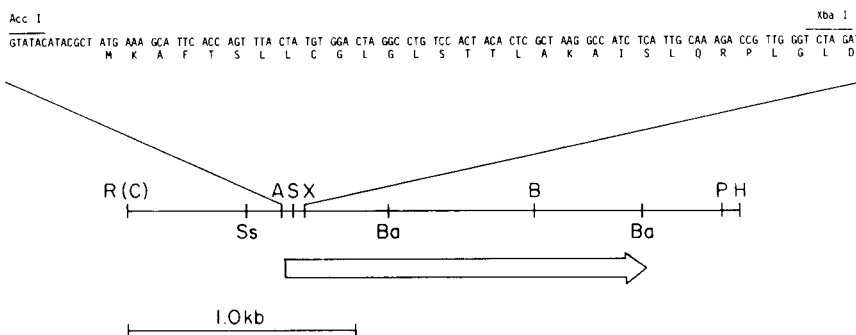 Acc I Xba I
GTATACATACGCT ATG AAA GCA TTC ACC AGT TTA CTA TGT GGA CTA GGC CTG TCC ACT ACA CTC GCT AAG GCC ATC TCA TTG CAA AGA CCG TTG GGT CTA GAT
M K A F T S L L C G L G L S T T L A K A I S L Q R P L G L D
R(C) A S X B P H
Ss Ba Ba
1.0kb